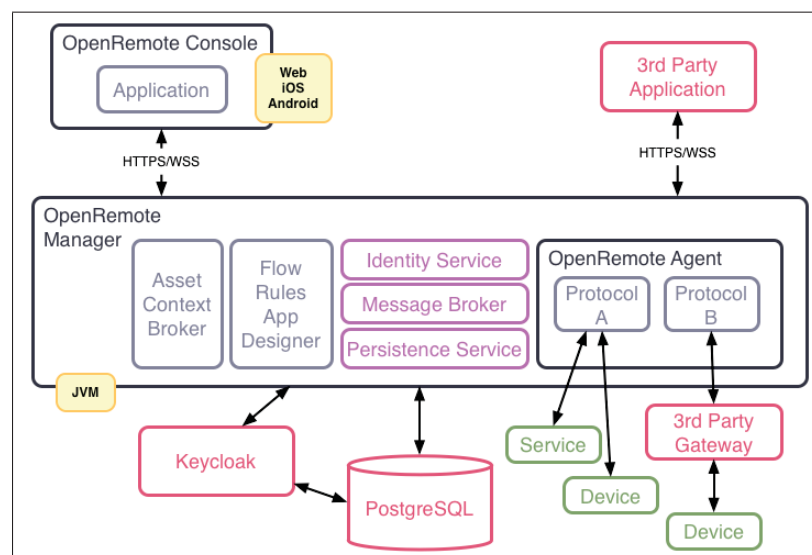 OpenRemote Console
Application
Web
iOS
Android
3rd Party
Application
HTTPS/WSS
HTTPS/WSS
OpenRemote
Manager
Asset
Context
Broker
Flow
Rules
App
Designer
Identity Service
Message Broker
Persistence Service
OpenRemote Agent
Protocol
A
Protocol
B
JVM
Keycloak
PostgreSQL
Service
Device
3rd Party
Gateway
Device